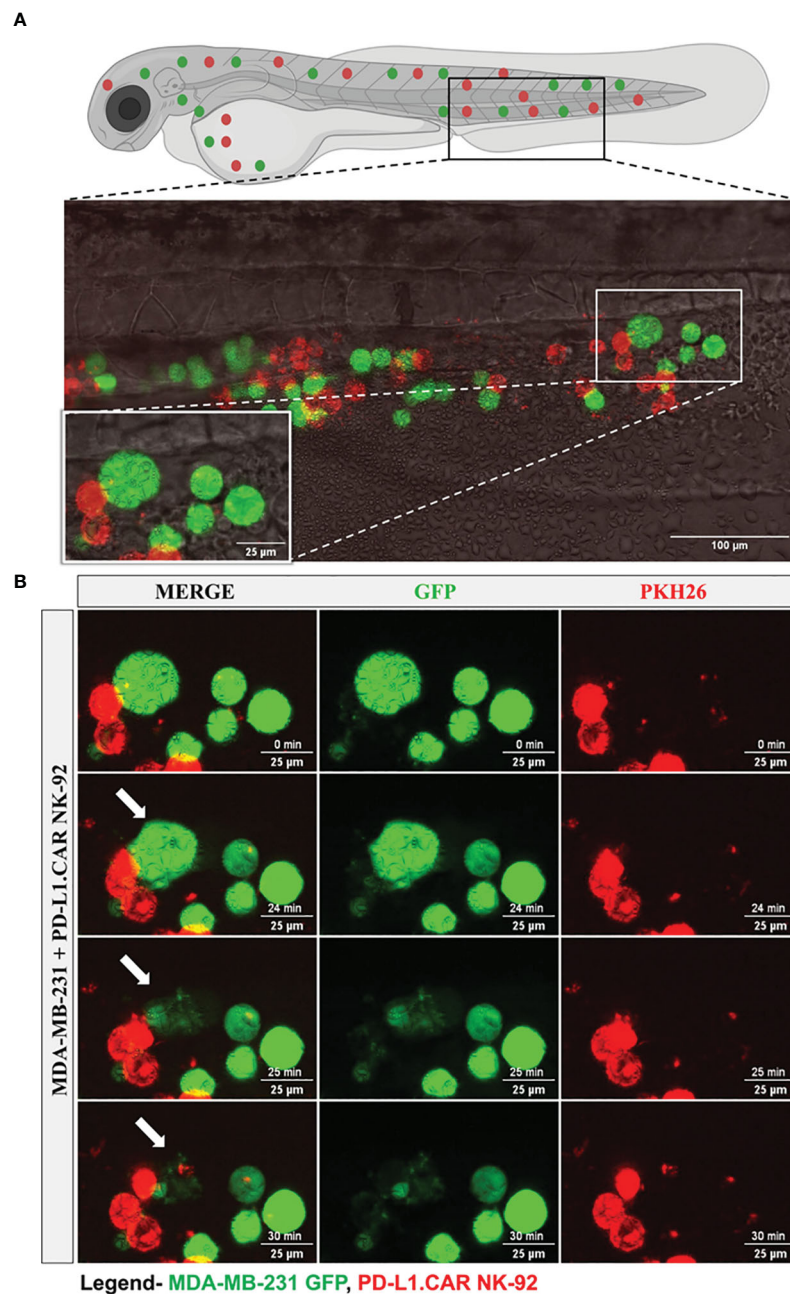 A
100 µm
25 µm
B
MERGE GFP PKH26
MDA-MB-231 + PD-L1.CAR NK-92
0 min 0 min 0 min
25 µm 25 µm 25 µm
24 min 24 min 24 min
25 µm 25 µm 25 µm
25 min 25 min 25 min
25 µm 25 µm 25 µm
30 min 30 min 30 min
25 µm 25 µm 25 µm
Legend- MDA-MB-231 GFP, PD-L1.CAR NK-92